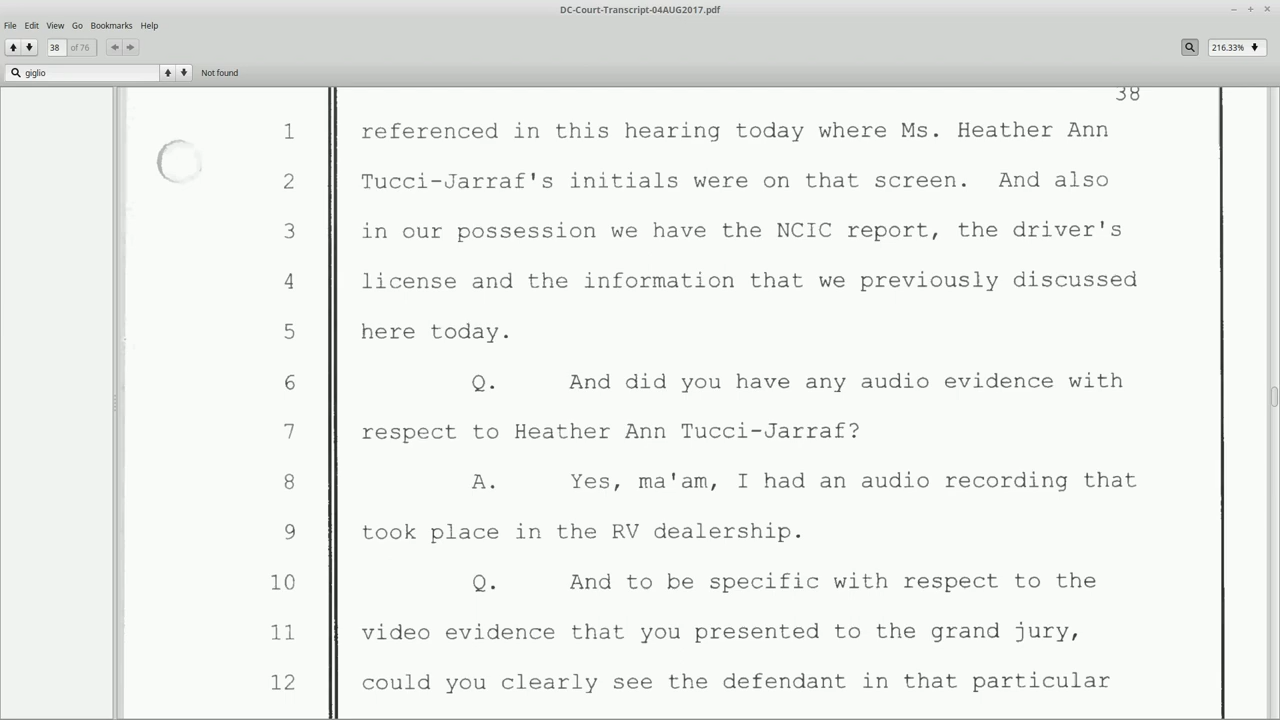 DC-Court-Transcript-04AUG2017.pdf
File Edit View Go Bookmarks Help
38 of 76 216.33%
giglio Not found
38
1 referenced in this hearing today where Ms. Heather Ann
2 Tucci-Jarraf's initials were on that screen. And also
3 in our possession we have the NCIC report, the driver's
4 license and the information that we previously discussed
5 here today.
6 Q. And did you have any audio evidence with
7 respect to Heather Ann Tucci-Jarraf?
8 A. Yes, ma'am, I had an audio recording that
9 took place in the RV dealership.
10 Q. And to be specific with respect to the
11 video evidence that you presented to the grand jury,
12 could you clearly see the defendant in that particular